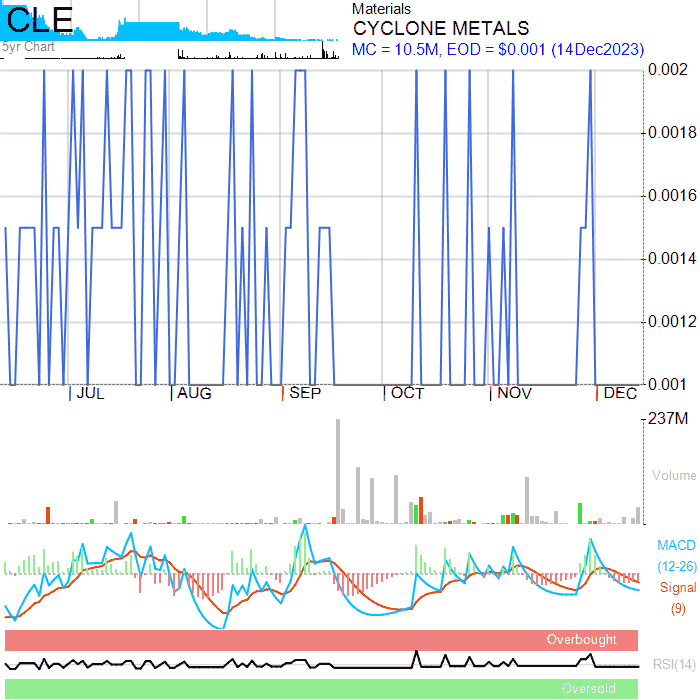 CLE
5yr Chart
Materials
CYCLONE METALS
MC = 10.5M, EOD = $0.001 (14Dec2023)
0.002
0.0018
0.0016
0.0014
0.0012
0.001
JUL AUG SEP OCT NOV DEC
237M
Volume
MACD
(12-26)
Signal
(9)
Overbought
RSI(14)
Oversold